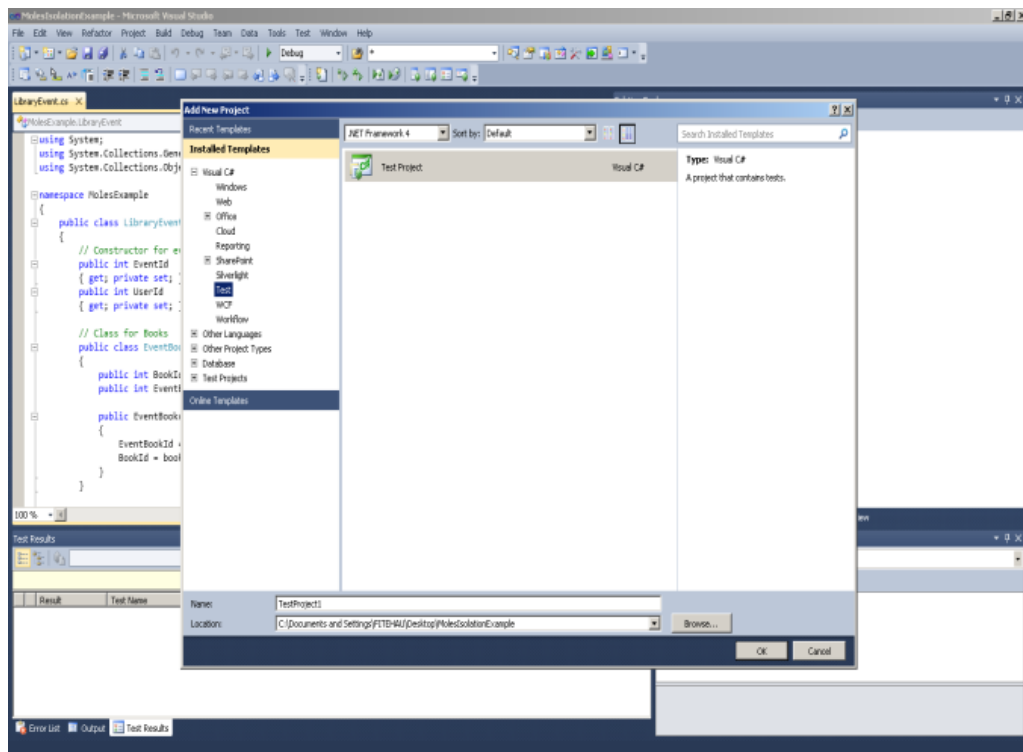 MolesIsolationExample - Microsoft Visual Studio
File Edit View Refactor Project Build Debug Team Data Tools Test Window Help
Debug
LibraryEvent.cs
MolesExample.LibraryEvent
using System;
using System.Collections.Gene
using System.Collections.Obje
namespace MolesExample
{
public class LibraryEvent
{
// Constructor for ev
public int EventId
{ get; private set; }
public int UserId
{ get; private set; }
// Class for Books
public class EventBoo
{
public int BookId
public int EventB
public EventBooks
{
EventBookId =
BookId = book
}
}
100 %
Test Results
Result Test Name
Error List Output Test Results
Add New Project
Recent Templates
Installed Templates
Visual C#
Windows
Web
Office
Cloud
Reporting
SharePoint
Silverlight
Test
WCF
Workflow
Other Languages
Other Project Types
Database
Test Projects
Online Templates
.NET Framework 4 Sort by: Default
Search Installed Templates
Test Project Visual C#
Type: Visual C#
A project that contains tests.
Name: TestProject1
Location: C:\Documents and Settings\FITEHAU\Desktop\MolesIsolationExample
Browse...
OK Cancel